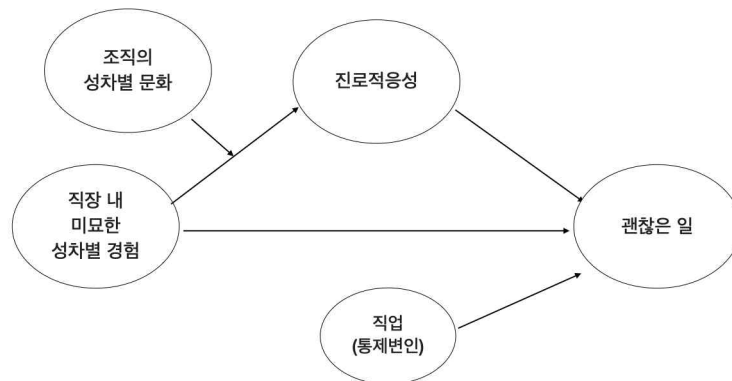 조직의
성차별 문화
진로적응성
직장 내
미묘한
성차별 경험
괜찮은 일
직업
(통제변인)